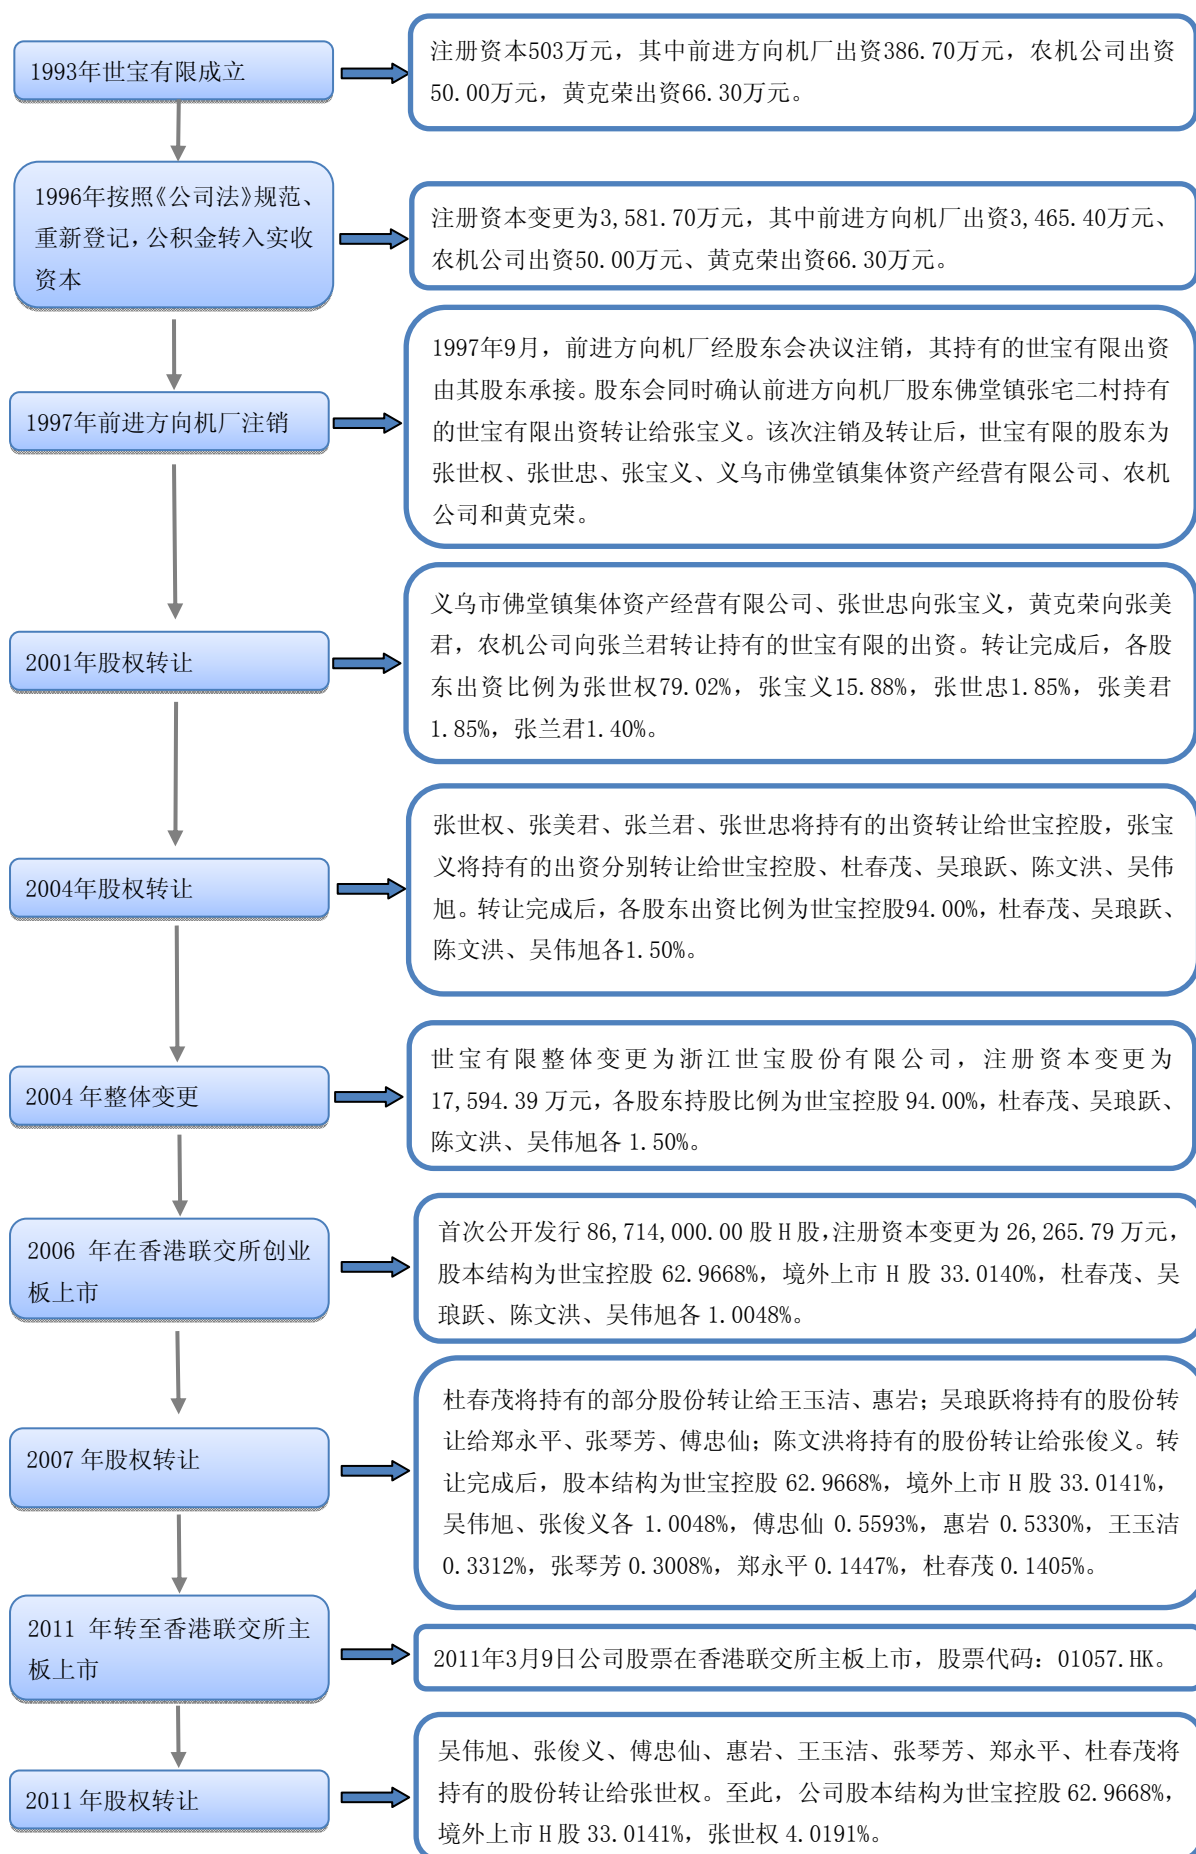 1993年世宝有限成立
注册资本503万元，其中前进方向机厂出资386.70万元，农机公司出资
50.00万元，黄克荣出资66.30万元。
1996年按照《公司法》规范、
重新登记，公积金转入实收
资本
注册资本变更为3,581.70万元，其中前进方向机厂出资3,465.40万元、
农机公司出资50.00万元、黄克荣出资66.30万元。
1997年前进方向机厂注销
1997年9月，前进方向机厂经股东会决议注销，其持有的世宝有限出资
由其股东承接。股东会同时确认前进方向机厂股东佛堂镇张宅二村持有
的世宝有限出资转让给张宝义。该次注销及转让后，世宝有限的股东为
张世权、张世忠、张宝义、义乌市佛堂镇集体资产经营有限公司、农机
公司和黄克荣。
2001年股权转让
义乌市佛堂镇集体资产经营有限公司、张世忠向张宝义，黄克荣向张美
君，农机公司向张兰君转让持有的世宝有限的出资。转让完成后，各股
东出资比例为张世权79.02%，张宝义15.88%，张世忠1.85%，张美君
1.85%，张兰君1.40%。
2004年股权转让
张世权、张美君、张兰君、张世忠将持有的出资转让给世宝控股，张宝
义将持有的出资分别转让给世宝控股、杜春茂、吴琅跃、陈文洪、吴伟
旭。转让完成后，各股东出资比例为世宝控股94.00%，杜春茂、吴琅跃、
陈文洪、吴伟旭各1.50%。
2004 年整体变更
世宝有限整体变更为浙江世宝股份有限公司，注册资本变更为
17,594.39 万元，各股东持股比例为世宝控股 94.00%，杜春茂、吴琅跃、
陈文洪、吴伟旭各 1.50%。
2006 年在香港联交所创业
板上市
首次公开发行 86,714,000.00 股 H 股，注册资本变更为 26,265.79 万元，
股本结构为世宝控股 62.9668%，境外上市 H 股 33.0140%，杜春茂、吴
琅跃、陈文洪、吴伟旭各 1.0048%。
2007 年股权转让
杜春茂将持有的部分股份转让给王玉洁、惠岩；吴琅跃将持有的股份转
让给郑永平、张琴芳、傅忠仙；陈文洪将持有的股份转让给张俊义。转
让完成后，股本结构为世宝控股 62.9668%，境外上市 H 股 33.0141%，
吴伟旭、张俊义各 1.0048%，傅忠仙 0.5593%，惠岩 0.5330%，王玉洁
0.3312%，张琴芳 0.3008%，郑永平 0.1447%，杜春茂 0.1405%。
2011 年转至香港联交所主
板上市
2011年3月9日公司股票在香港联交所主板上市，股票代码：01057.HK。
2011 年股权转让
吴伟旭、张俊义、傅忠仙、惠岩、王玉洁、张琴芳、郑永平、杜春茂将
持有的股份转让给张世权。至此，公司股本结构为世宝控股 62.9668%，
境外上市 H 股 33.0141%，张世权 4.0191%。